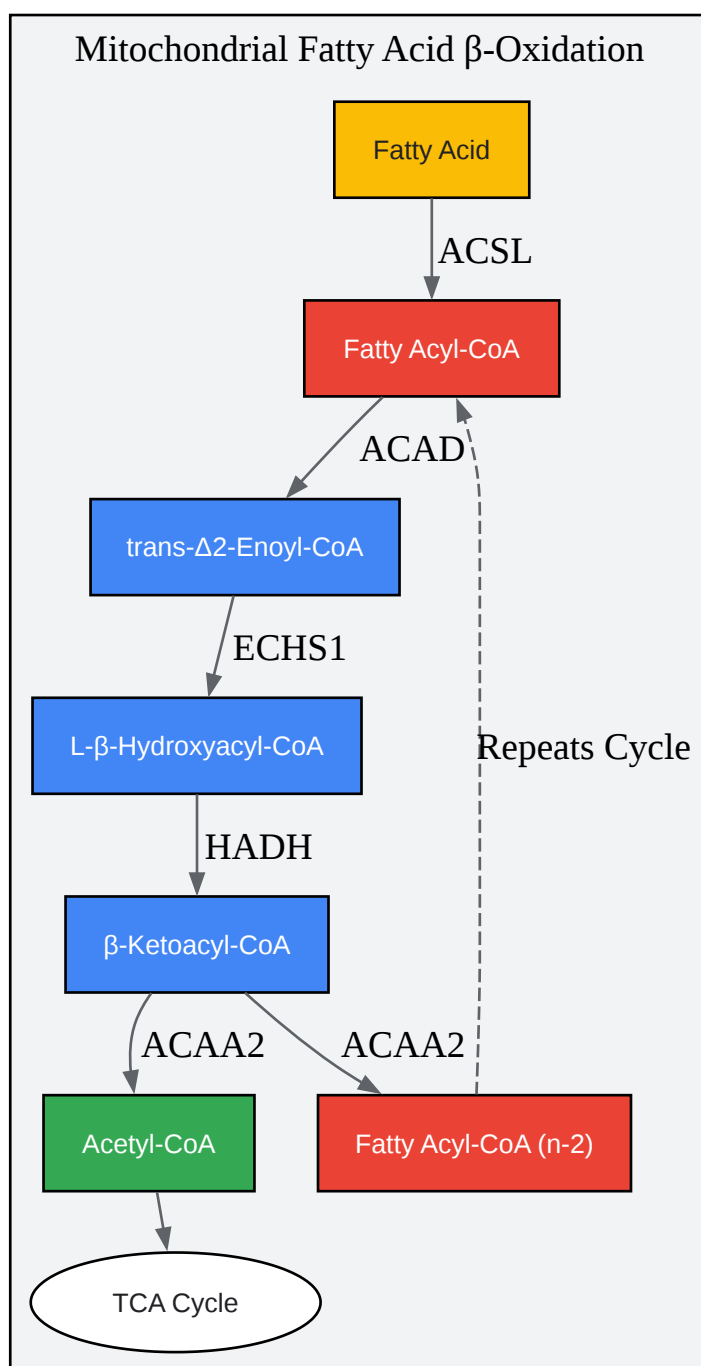 Mitochondrial Fatty Acid β-Oxidation
Fatty Acid
ACSL
Fatty Acyl-CoA
ACAD
trans-Δ2-Enoyl-CoA
ECHS1
L-β-Hydroxyacyl-CoA
Repeats Cycle
HADH
β-Ketoacyl-CoA
ACAA2
ACAA2
Acetyl-CoA
Fatty Acyl-CoA (n-2)
TCA Cycle